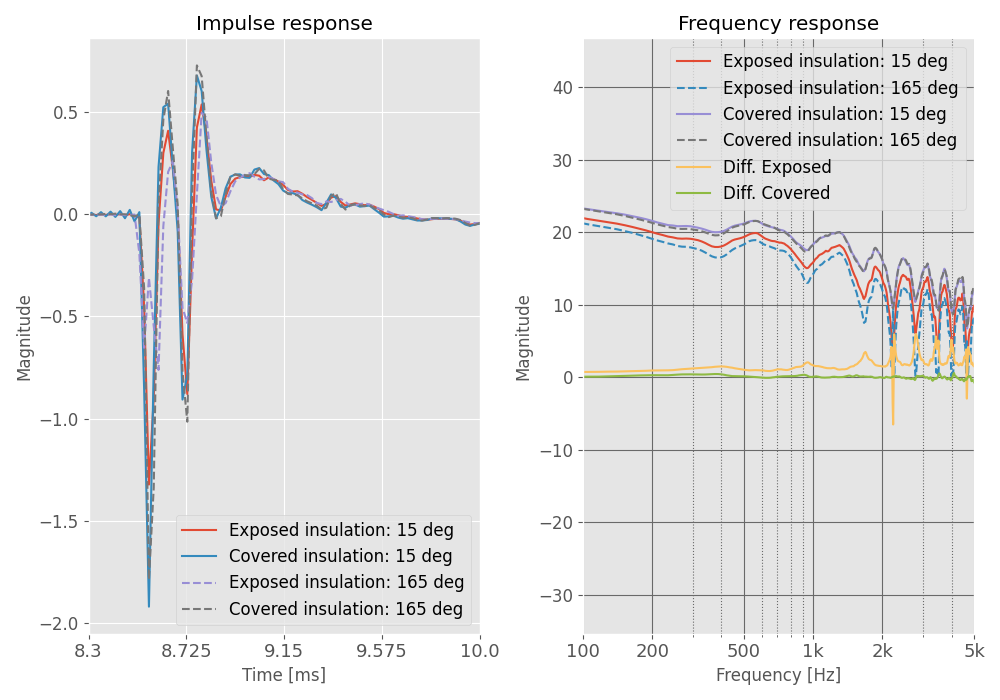 Impulse response
Magnitude
0.5
0.0
−0.5
−1.0
−1.5
−2.0
Exposed insulation: 15 deg
Covered insulation: 15 deg
Exposed insulation: 165 deg
Covered insulation: 165 deg
8.3 8.725 9.15 9.575 10.0
Time [ms]
Frequency response
Magnitude
40
30
20
10
0
−10
−20
−30
Exposed insulation: 15 deg
Exposed insulation: 165 deg
Covered insulation: 15 deg
Covered insulation: 165 deg
Diff. Exposed
Diff. Covered
100 200 500 1k 2k 5k
Frequency [Hz]